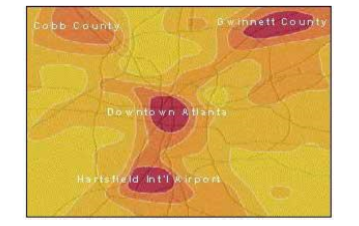 Cobb County
Gwinnett County
Downtown Atlanta
Hartsfield Int'l Airport